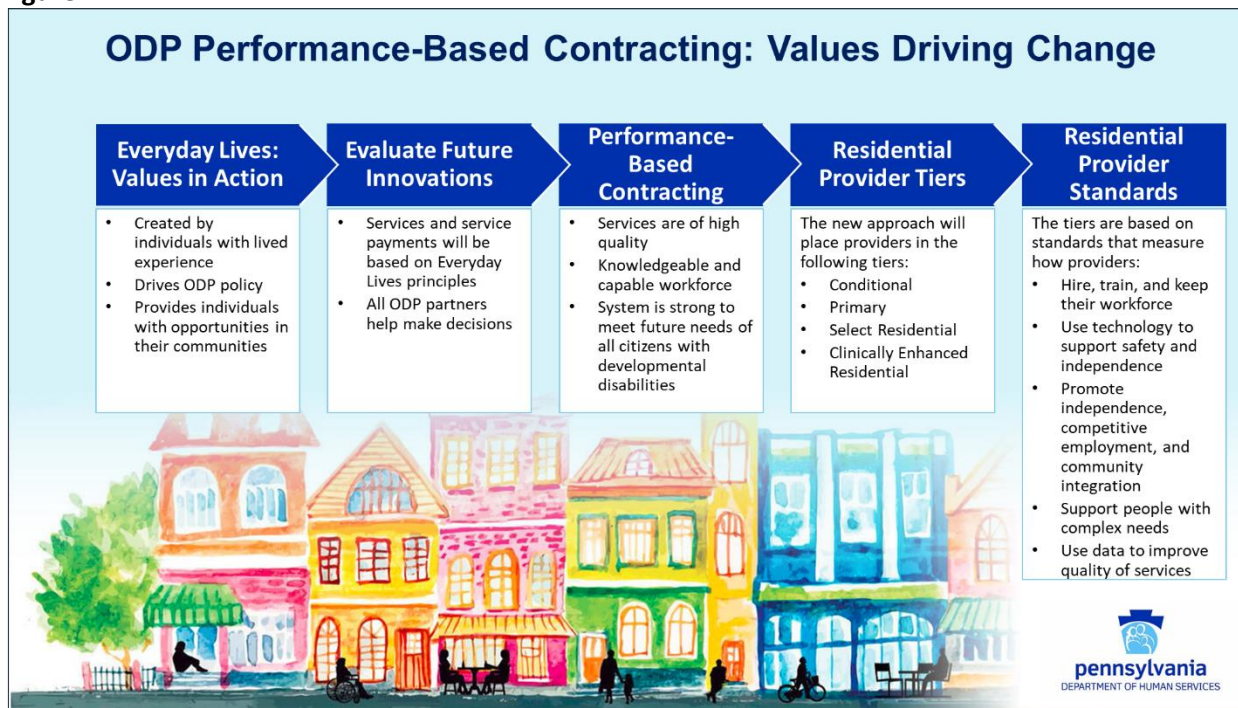 ODP Performance-Based Contracting: Values Driving Change
Everyday Lives:
Values in Action
• Created by
individuals with lived
experience
• Drives ODP policy
• Provides individuals
with opportunities in
their communities
Evaluate Future
Innovations
• Services and service
payments will be
based on Everyday
Lives principles
• All ODP partners
help make decisions
Performance-
Based
Contracting
• Services are of high
quality
• Knowledgeable and
capable workforce
• System is strong to
meet future needs of
all citizens with
developmental
disabilities
Residential
Provider Tiers
The new approach will
place providers in the
following tiers:
• Conditional
• Primary
• Select Residential
• Clinically Enhanced
Residential
Residential
Provider
Standards
The tiers are based on
standards that measure
how providers:
• Hire, train, and keep
their workforce
• Use technology to
support safety and
independence
• Promote
independence,
competitive
employment, and
community
integration
• Support people with
complex needs
• Use data to improve
quality of services
pennsylvania
DEPARTMENT OF HUMAN SERVICES